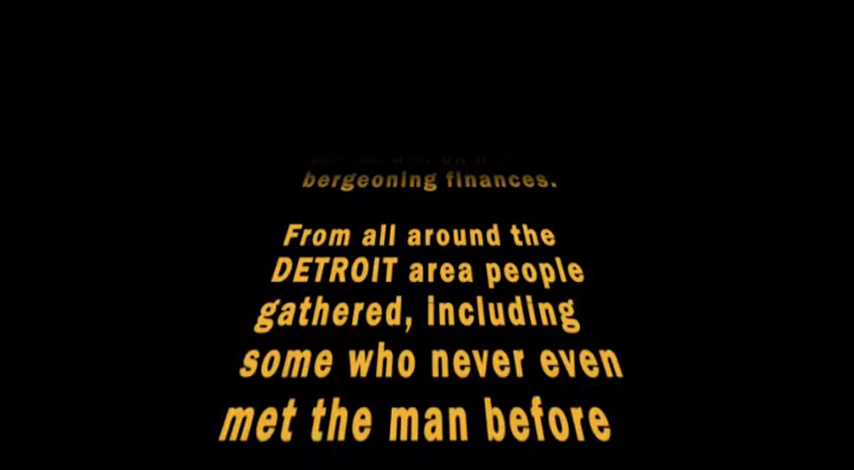 bergeoning finances.
From all around the
DETROIT area people
gathered, including
some who never even
met the man before